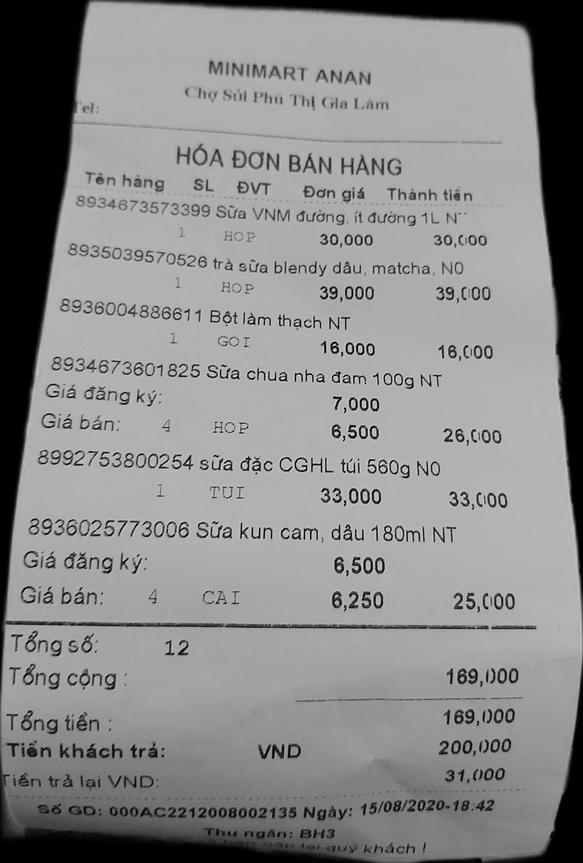 MINIMART ANAN
Chợ Sủi Phú Thị Gia Lâm
Tel:
HÓA ĐƠN BÁN HÀNG
Tên hàng SL ĐVT Đơn giá Thành tiền
8934673573399 Sữa VNM đường, ít đường 1L
1 HOP 30,000 30,000
8935039570526 trà sữa blendy dâu, matcha, N0
1 HOP 39,000 39,000
8936004886611 Bột làm thạch NT
1 GOI 16,000 16,000
8934673601825 Sữa chua nha đam 100g NT
Giá đăng ký: 7,000
Giá bán: 4 HOP 6,500 26,000
8992753800254 sữa đặc CGHL túi 560g N0
1 TUI 33,000 33,000
8936025773006 Sữa kun cam, dâu 180ml NT
Giá đăng ký: 6,500
Giá bán: 4 CAI 6,250 25,000
Tổng số: 12
Tổng cộng : 169,000
Tổng tiền : 169,000
Tiền khách trả: VND 200,000
Tiền trả lại VND: 31,000
Số GD: 000AC2212008002135 Ngày: 15/08/2020-18:42
Thu ngân: BH3
gặp lại quý khách !